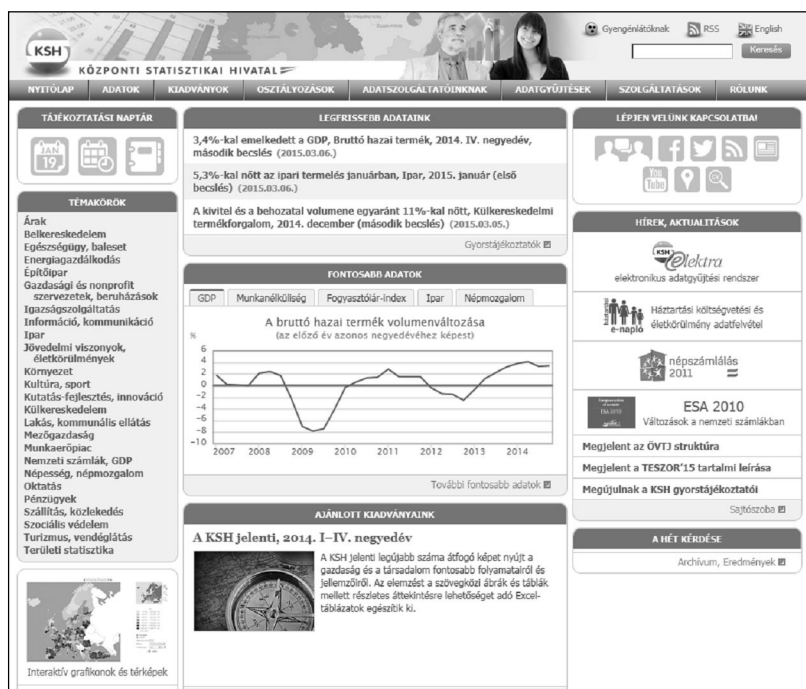 Gyengénlátóknak RSS English
Keresés
KSH
KÖZPONTI STATISZTIKAI HIVATAL
NYITÓLAP ADATOK KIADVÁNYOK OSZTÁLYOZÁSOK ADATSZOLGÁLTATÓINKNAK ADATGYŰJTÉSEK SZOLGÁLTATÁSOK RÓLUNK
TÁJÉKOZTATÁSI NAPTÁR
JAN
19
TÉMAKÖRÖK
Árak
Belkereskedelem
Egészségügy, baleset
Energiagazdálkodás
Építőipar
Gazdasági és nonprofit
szervezetek, beruházások
Igazságszolgáltatás
Információ, kommunikáció
Ipar
Jövedelmi viszonyok,
életkörülmények
Környezet
Kultúra, sport
Kutatás-fejlesztés, innováció
Külkereskedelem
Lakás, kommunális ellátás
Mezőgazdaság
Munkaerőpiac
Nemzeti számlák, GDP
Népesség, népmozgalom
Oktatás
Pénzügyek
Szállítás, közlekedés
Szociális védelem
Turizmus, vendéglátás
Területi statisztika
Interaktív grafikonok és térképek
LEGFRISSEBB ADATAINK
3,4%-kal emelkedett a GDP, Bruttó hazai termék, 2014. IV. negyedév,
második becslés (2015.03.06.)
5,3%-kal nőtt az ipari termelés januárban, Ipar, 2015. január (első
becslés) (2015.03.06.)
A kivitel és a behozatal volumene egyaránt 11%-kal nőtt, Külkereskedelmi
termékforgalom, 2014. december (második becslés) (2015.03.05.)
Gyorstájékoztatók
FONTOSABB ADATOK
GDP Munkanélküliség Fogyasztóiár-Index Ipar Népmozgalom
A bruttó hazai termék volumenváltozása
(az előző év azonos negyedévéhez képest)
%
6
4
2
0
−2
−4
−6
−8
−10
2007 2008 2009 2010 2011 2012 2013 2014
További fontosabb adatok
AJÁNLOTT KIADVÁNYAINK
A KSH jelenti, 2014. I–IV. negyedév
A KSH jelenti legújabb száma átfogó képet nyújt a
gazdaság és a társadalom fontosabb folyamatairól és
jellemzőiről. Az elemzést a szövegközi ábrák és táblák
mellett részletes áttekintésre lehetőséget adó Excel-
táblázatok egészítik ki.
LÉPJEN VELÜNK KAPCSOLATBA!
You
Tube
HÍREK, AKTUALITÁSOK
KSH elektra
elektronikus adatgyűjtési rendszer
háztartási
e-napló
Háztartási költségvetési és
életkörülmény adatfelvétel
népszámlálás
2011
ESA 2010
ESA 2010
Változások a nemzeti számlákban
Megjelent az ÖVTJ struktúra
Megjelent a TESZOR'15 tartalmi leírása
Megújulnak a KSH gyorstájékoztatói
Sajtószoba
A HÉT KÉRDÉSE
Archívum, Eredmények